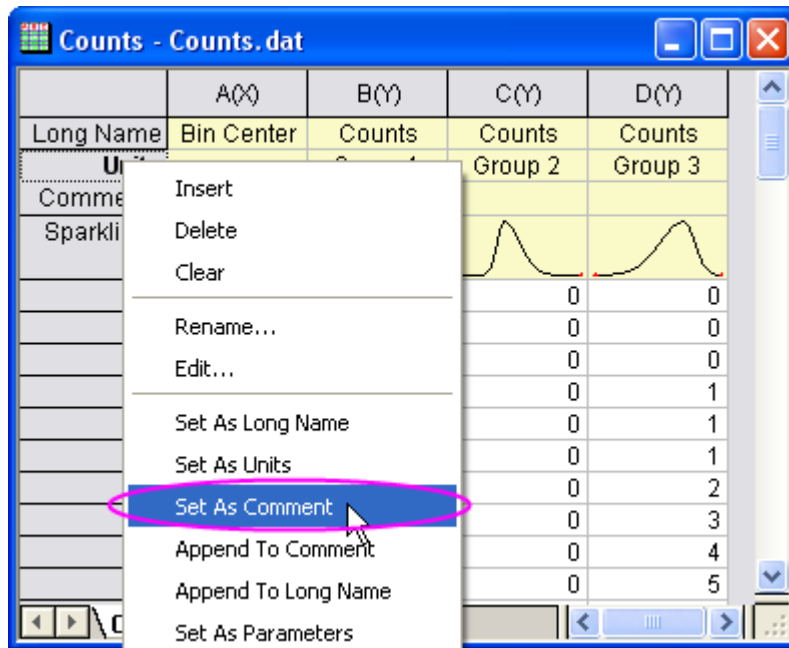 Counts - Counts.dat
A(X) B(Y) C(Y) D(Y)
Long Name Bin Center Counts Counts Counts
Group 2 Group 3
Insert
Delete
Clear
0 0
Rename...
0 0
Edit...
0 0
0 1
Set As Long Name
0 1
Set As Units
0 1
Set As Comment
0 2
0 3
Append To Comment
0 4
Append To Long Name
0 5
Set As Parameters